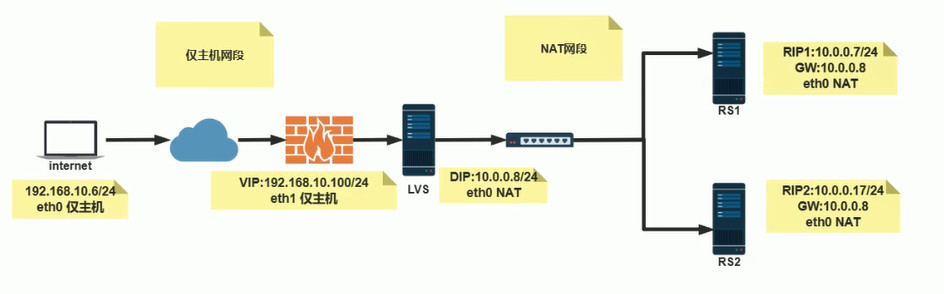 仅主机网段
NAT网段
RIP1:10.0.0.7/24
GW:10.0.0.8
eth0 NAT
RS1
internet
192.168.10.6/24
eth0 仅主机
VIP:192.168.10.100/24
eth1 仅主机
LVS
DIP:10.0.0.8/24
eth0 NAT
RIP2:10.0.0.17/24
GW:10.0.0.8
eth0 NAT
RS2